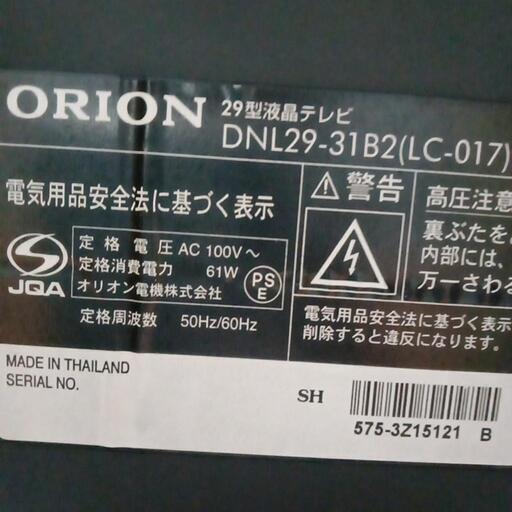 ORION
29型液晶テレビ
DNL29-31B2(LC-017)
電気用品安全法に基づく表示
JQA
定格電圧 AC 100V～
定格消費電力 61W
オリオン電機株式会社
定格周波数 50Hz/60Hz
PS
E
警告
高圧注意
裏ぶたを
内部には、
万一さわる
電気用品安全法に基づく表示
削除すると違反になります。
MADE IN THAILAND
SERIAL NO.
SH
575-3Z15121 B